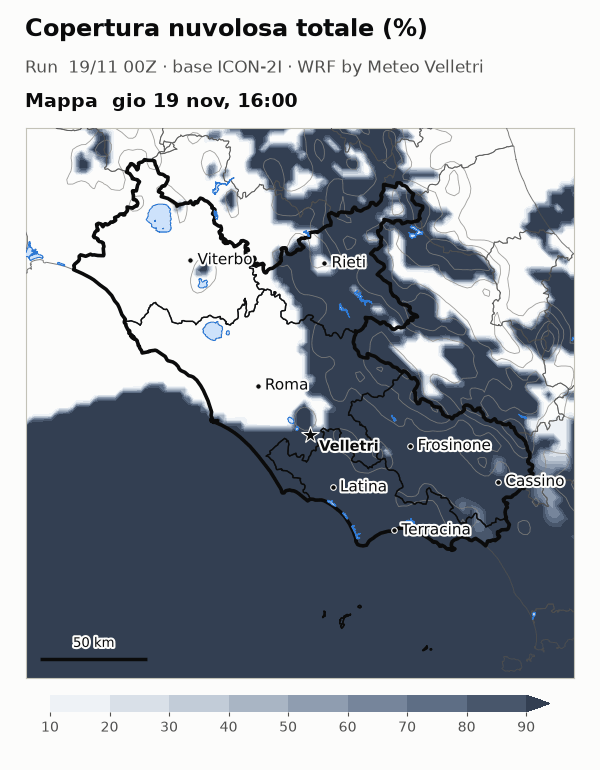 Copertura nuvolosa totale (%)
Run  19/11 00Z · base ICON-2I · WRF by Meteo Velletri
Mappa  gio 19 nov, 16:00
Viterbo
Rieti
Roma
Velletri
Frosinone
Latina
Cassino
Terracina
50 km
10 20 30 40 50 60 70 80 90